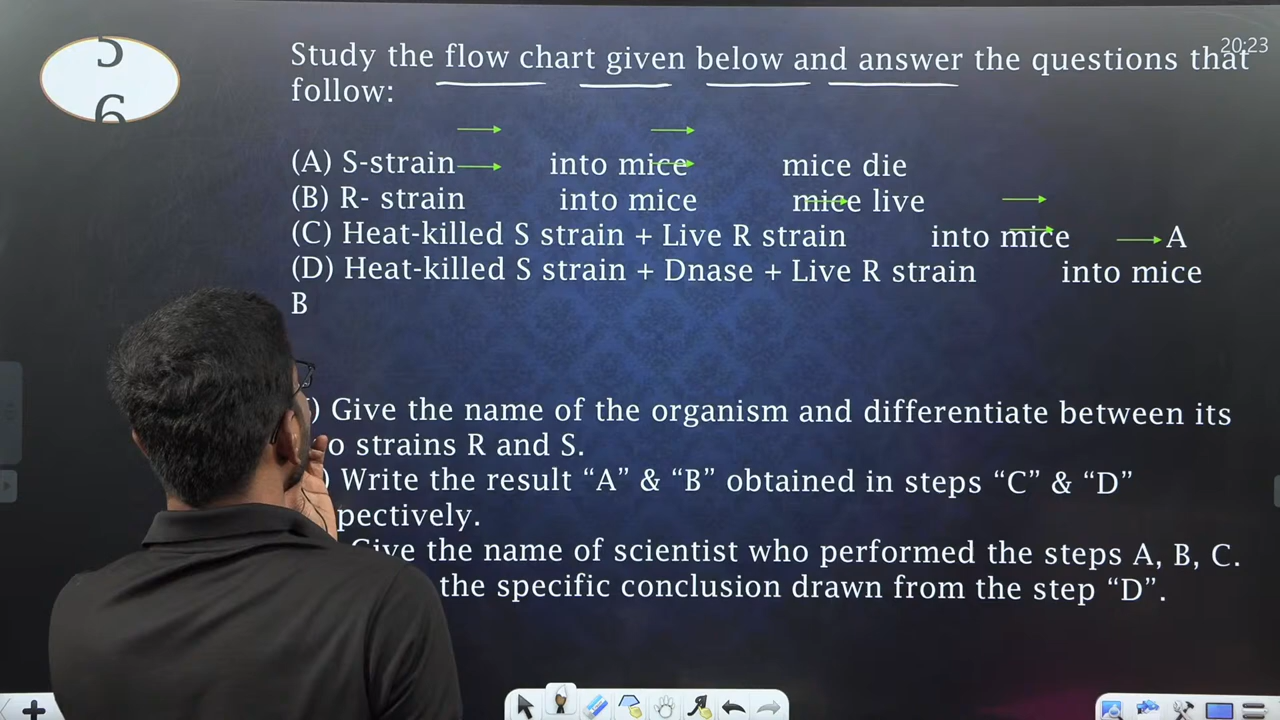 5
6
20:23
Study the flow chart given below and answer the questions that
follow:
(A) S-strain into mice mice die
(B) R- strain into mice mice live
(C) Heat-killed S strain + Live R strain into mice A
(D) Heat-killed S strain + Dnase + Live R strain into mice
B
) Give the name of the organism and differentiate between its
o strains R and S.
) Write the result “A” & “B” obtained in steps “C” & “D”
pectively.
Give the name of scientist who performed the steps A, B, C.
the specific conclusion drawn from the step “D”.